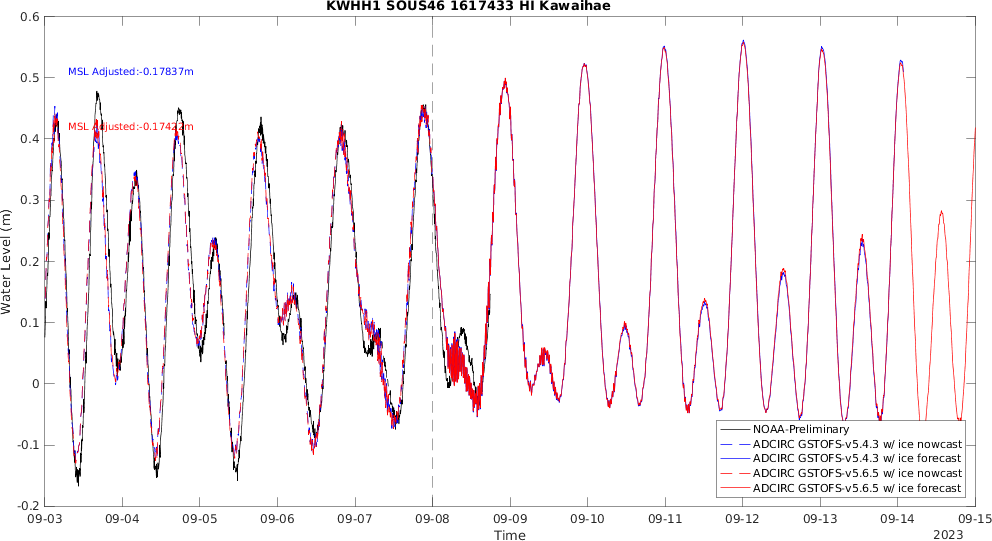 KWHH1 SOUS46 1617433 HI Kawaihae
0.6
0.5
0.4
0.3
0.2
0.1
0
-0.1
-0.2
Water Level (m)
MSL Adjusted:-0.17837m
MSL Adjusted:-0.17422m
NOAA-Preliminary
ADCIRC GSTOFS-v5.4.3 w/ ice nowcast
ADCIRC GSTOFS-v5.4.3 w/ ice forecast
ADCIRC GSTOFS-v5.6.5 w/ ice nowcast
ADCIRC GSTOFS-v5.6.5 w/ ice forecast
09-03 09-04 09-05 09-06 09-07 09-08 09-09 09-10 09-11 09-12 09-13 09-14 09-15
Time
2023